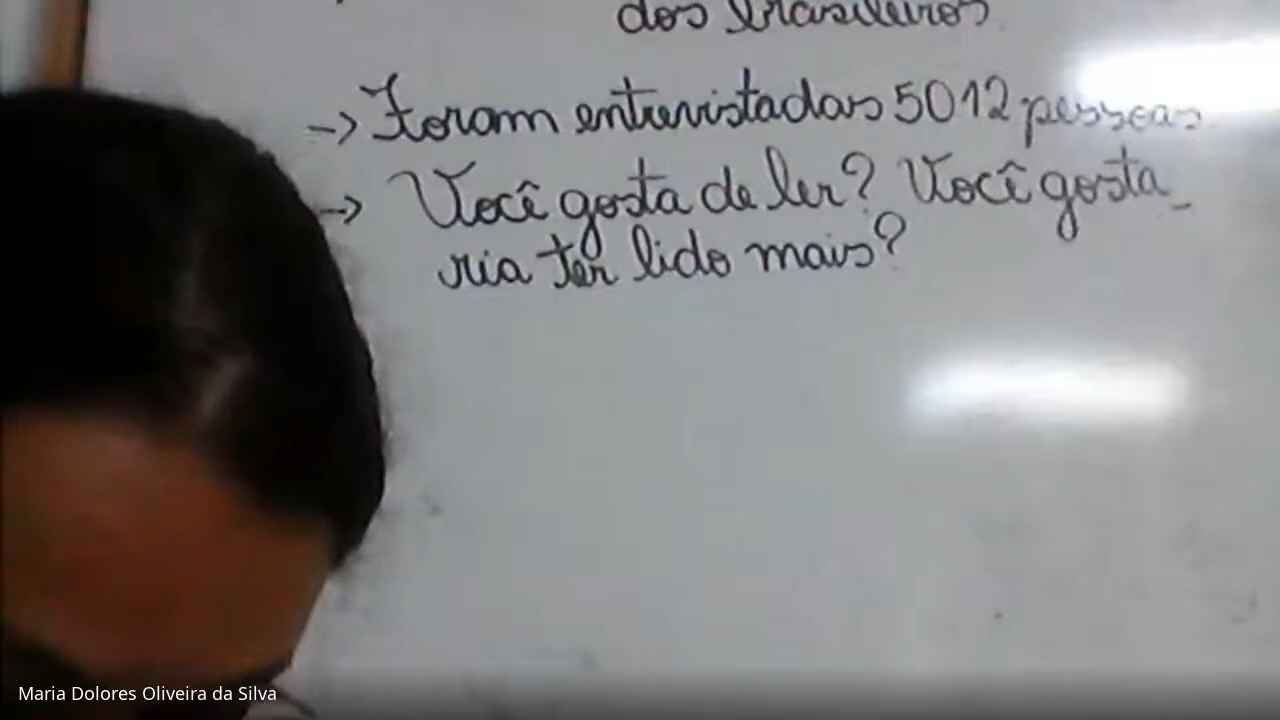 dos brasileiros
-> Foram entrevistadas 5012 pessoas
-> Você gosta de ler? Você gosta_
ria ter lido mais?
Maria Dolores Oliveira da Silva